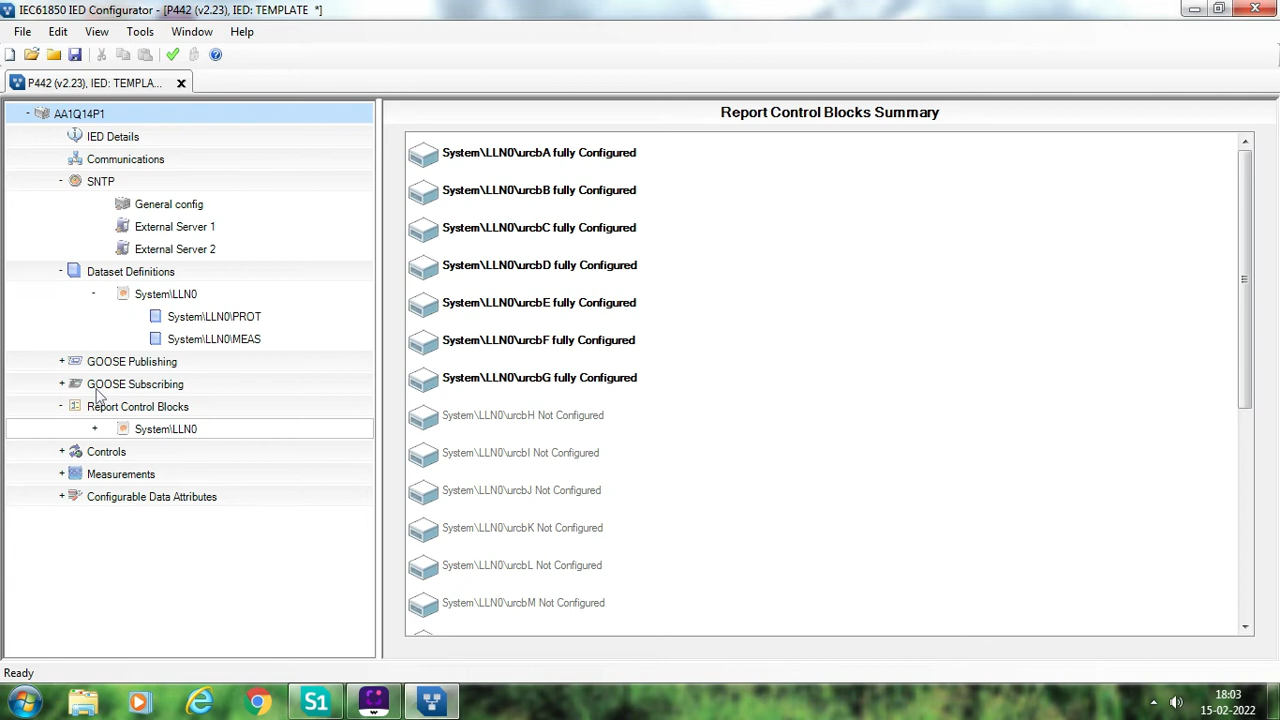 IEC61850 IED Configurator - [P442 (v2.23), IED: TEMPLATE *]
File Edit View Tools Window Help
P442 (v2.23), IED: TEMPLA...
AA1Q14P1
IED Details
Communications
SNTP
General config
External Server 1
External Server 2
Dataset Definitions
System\LLN0
System\LLN0\PROT
System\LLN0\MEAS
GOOSE Publishing
GOOSE Subscribing
Report Control Blocks
System\LLN0
Controls
Measurements
Configurable Data Attributes
Report Control Blocks Summary
System\LLN0\urcbA fully Configured
System\LLN0\urcbB fully Configured
System\LLN0\urcbC fully Configured
System\LLN0\urcbD fully Configured
System\LLN0\urcbE fully Configured
System\LLN0\urcbF fully Configured
System\LLN0\urcbG fully Configured
System\LLN0\urcbH Not Configured
System\LLN0\urcbI Not Configured
System\LLN0\urcbJ Not Configured
System\LLN0\urcbK Not Configured
System\LLN0\urcbL Not Configured
System\LLN0\urcbM Not Configured
Ready
S1
18:03
15-02-2022